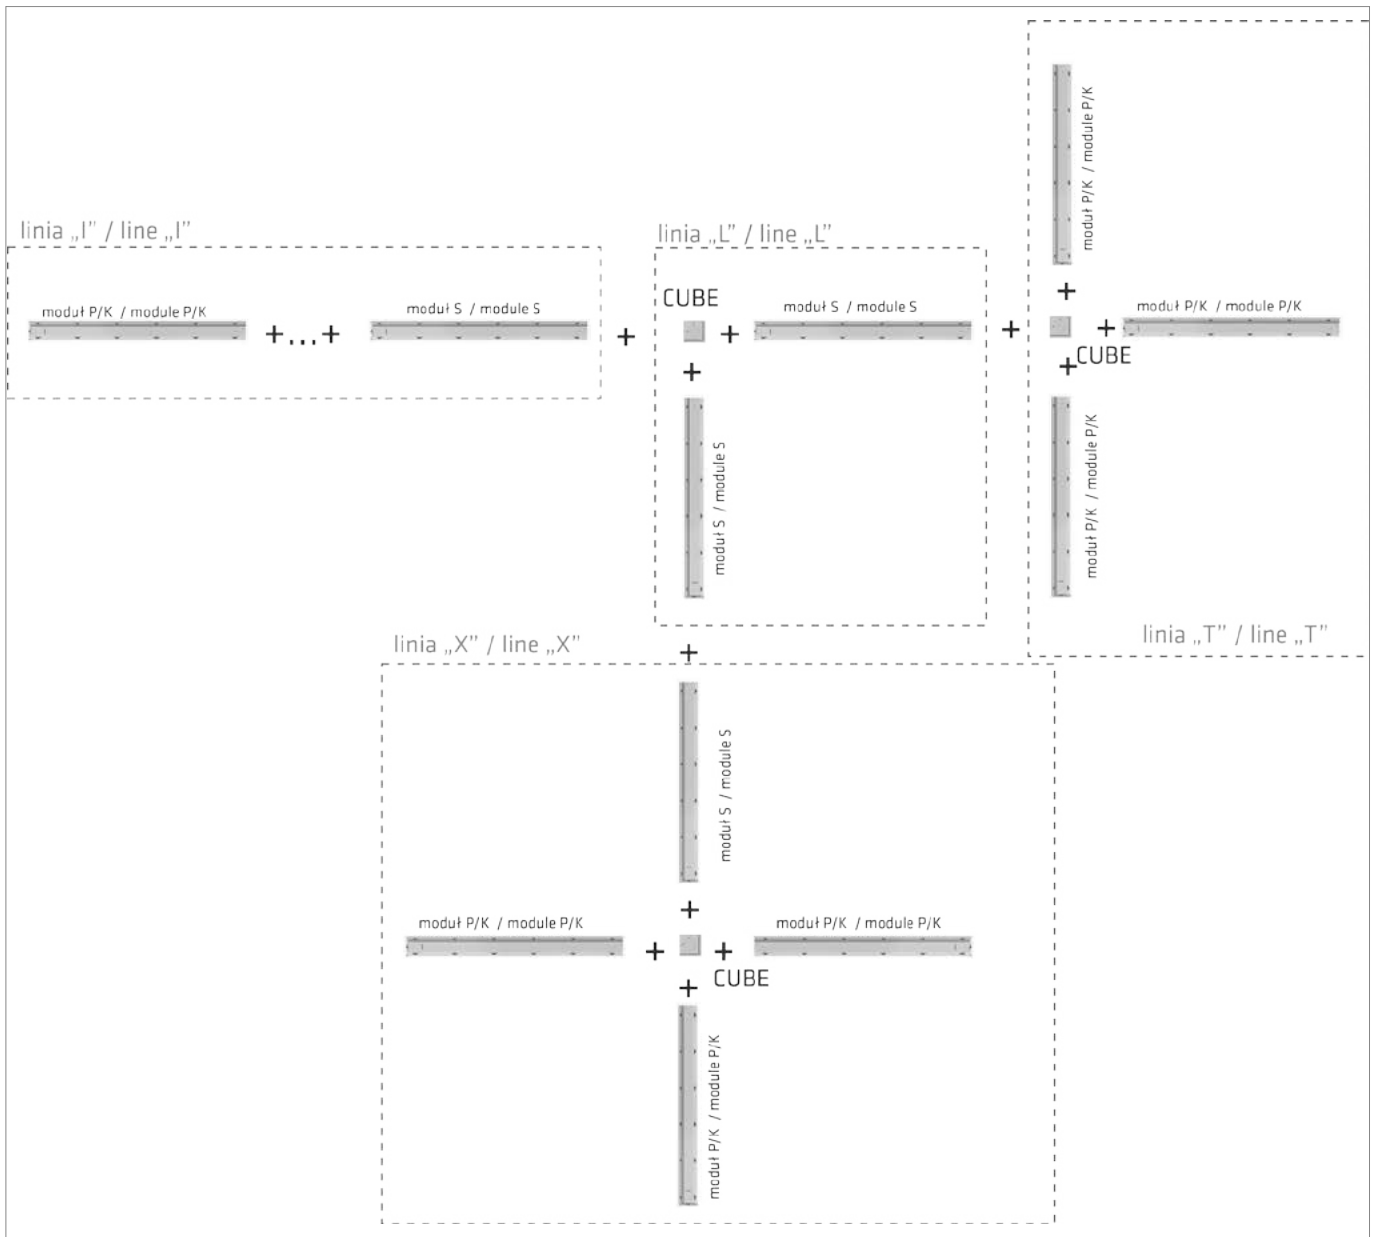 linia „I” / line „I”
moduł P/K / module P/K
+...+
moduł S / module S
+
linia „L” / line „L”
CUBE
+
moduł S / module S
+
moduł S / module S
+
moduł P/K / module P/K
+
+
moduł P/K / module P/K
CUBE
+
moduł P/K / module P/K
linia „T” / line „T”
+
linia „X” / line „X”
moduł S / module S
+
moduł P/K / module P/K
+
+
moduł P/K / module P/K
CUBE
+
moduł P/K / module P/K